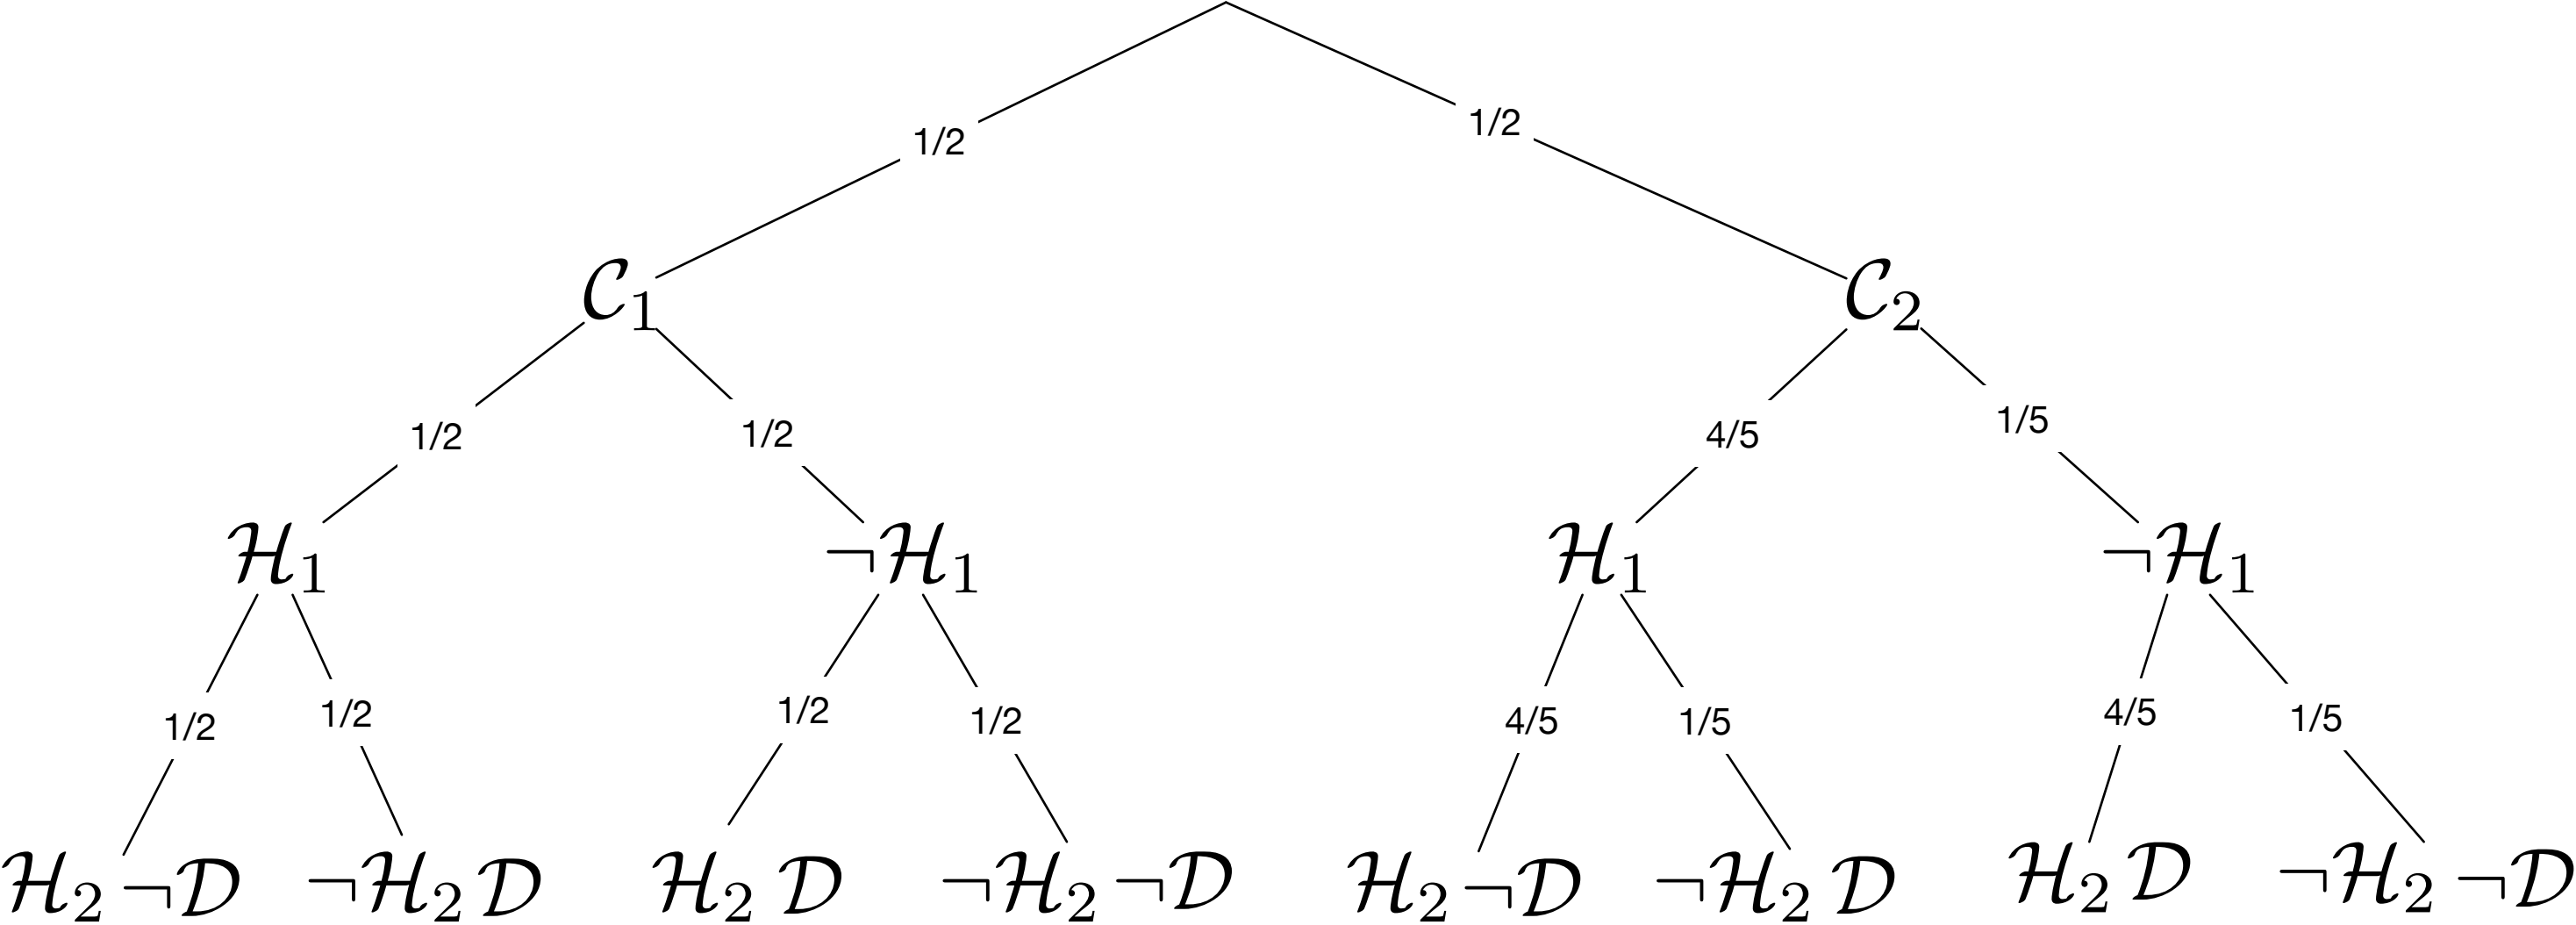 1/2 1/2
𝒞₁ 𝒞₂
1/2 1/2 4/5 1/5
ℋ₁ ¬ℋ₁ ℋ₁ ¬ℋ₁
1/2 1/2 1/2 1/2 4/5 1/5 4/5 1/5
ℋ₂ ¬𝒟 ¬ℋ₂ 𝒟 ℋ₂ 𝒟 ¬ℋ₂ ¬𝒟 ℋ₂ ¬𝒟 ¬ℋ₂ 𝒟 ℋ₂ 𝒟 ¬ℋ₂ ¬𝒟